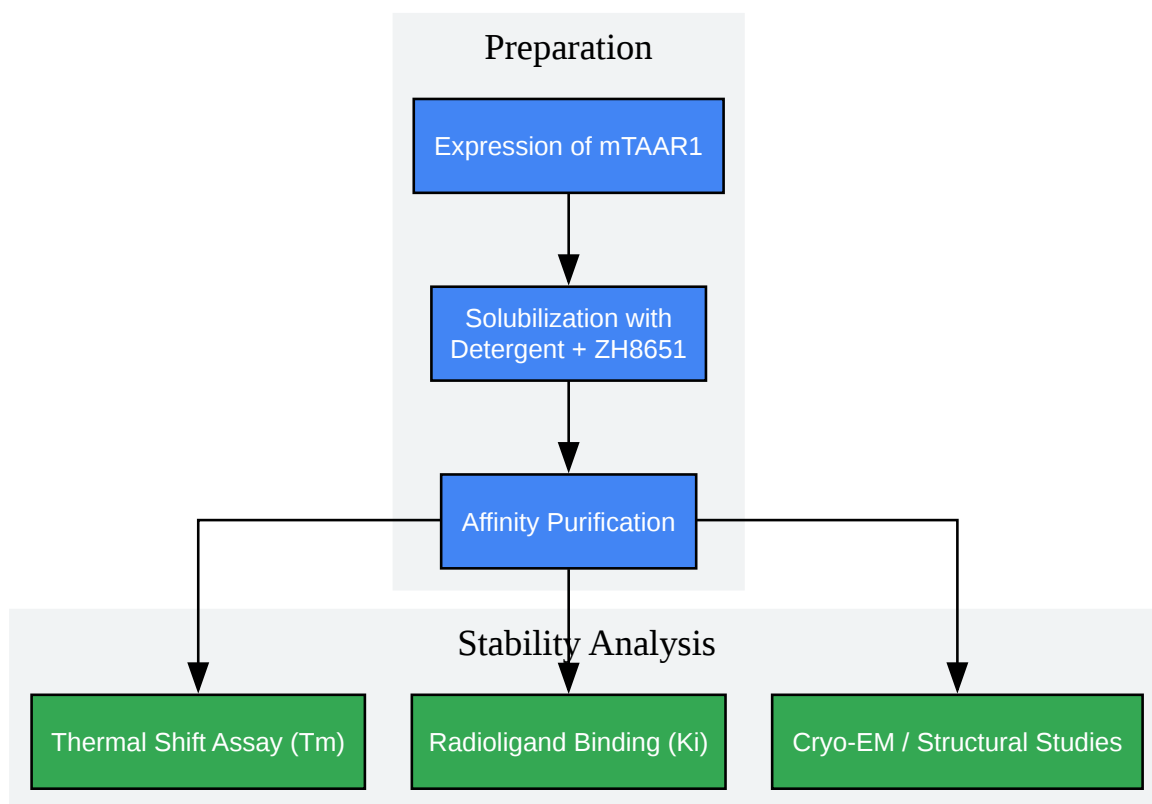 Preparation
Expression of mTAAR1
Solubilization with
Detergent + ZH8651
Affinity Purification
Stability Analysis
Thermal Shift Assay (Tm)
Radioligand Binding (Ki)
Cryo-EM / Structural Studies